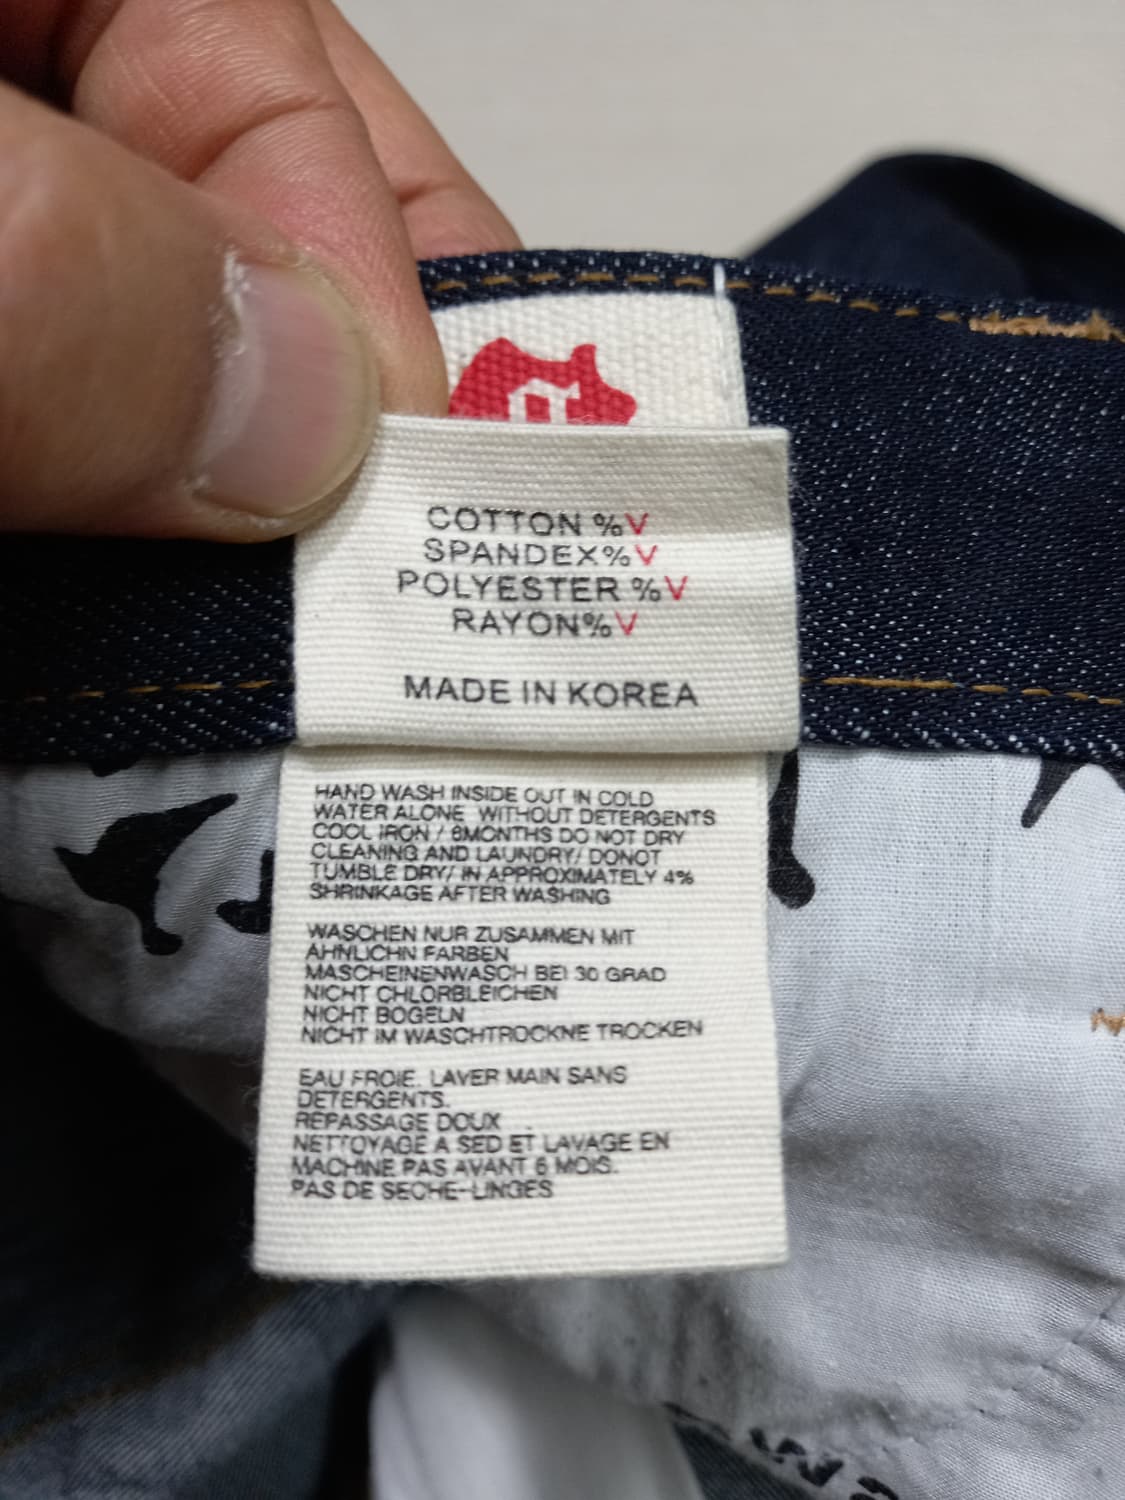 COTTON %V
SPANDEX%V
POLYESTER %V
RAYON%V
MADE IN KOREA
HAND WASH INSIDE OUT IN COLD
WATER ALONE WITHOUT DETERGENTS
COOL IRON / 6MONTHS DO NOT DRY
CLEANING AND LAUNDRY/ DONOT
TUMBLE DRY/ IN APPROXIMATELY 4%
SHRINKAGE AFTER WASHING
WASCHEN NUR ZUSAMMEN MIT
AHNLICHN FARBEN
MASCHEINENWASCH BEI 30 GRAD
NICHT CHLORBLEICHEN
NICHT BOGELN
NICHT IM WASCHTROCKNE TROCKEN
EAU FROIE. LAVER MAIN SANS
DETERGENTS.
REPASSAGE DOUX .
NETTOYAGE A SED ET LAVAGE EN
MACHINE PAS AVANT 6 MOIS.
PAS DE SECHE-LINGES